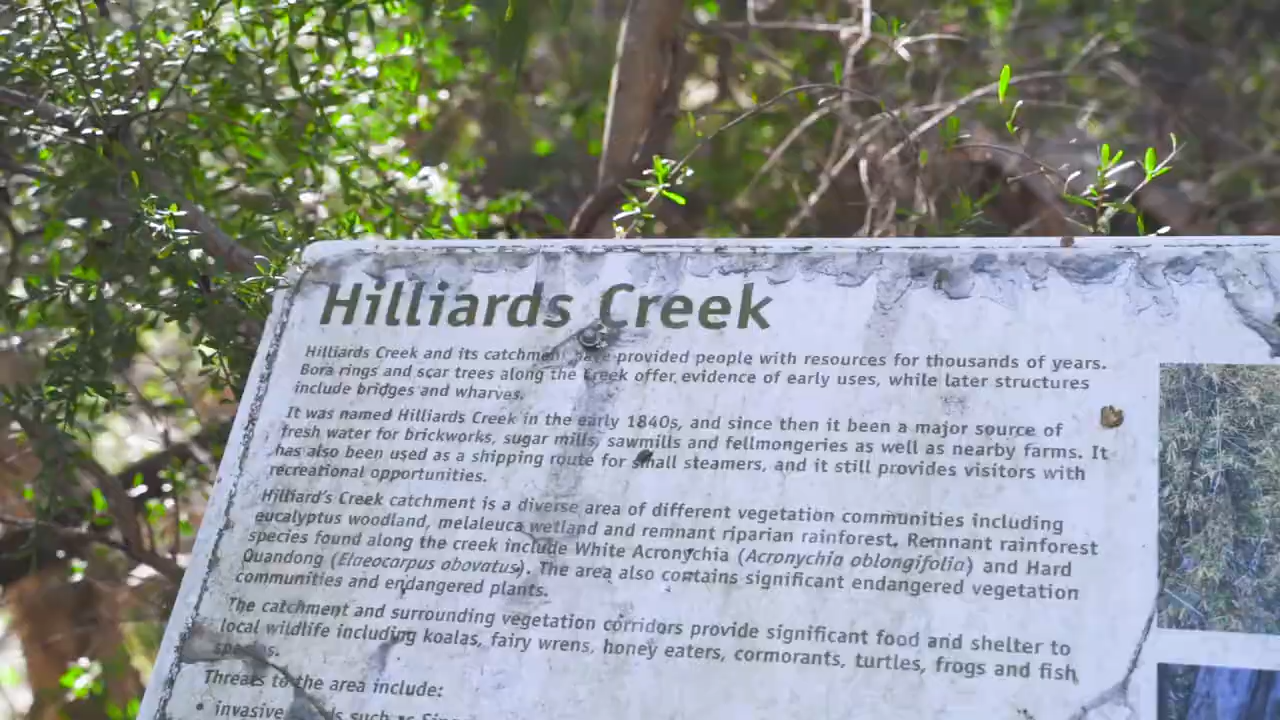 Hilliards Creek
Hilliards Creek and its catchment have provided people with resources for thousands of years.
Bora rings and scar trees along the Creek offer evidence of early uses, while later structures
include bridges and wharves.
It was named Hilliards Creek in the early 1840s, and since then it been a major source of
fresh water for brickworks, sugar mills, sawmills and fellmongeries as well as nearby farms. It
has also been used as a shipping route for small steamers, and it still provides visitors with
recreational opportunities.
Hilliard's Creek catchment is a diverse area of different vegetation communities including
eucalyptus woodland, melaleuca wetland and remnant riparian rainforest. Remnant rainforest
species found along the creek include White Acronychia (Acronychia oblongifolia) and Hard
Quandong (Elaeocarpus obovatus). The area also contains significant endangered vegetation
communities and endangered plants.
The catchment and surrounding vegetation corridors provide significant food and shelter to
local wildlife including koalas, fairy wrens, honey eaters, cormorants, turtles, frogs and fish
species.
Threats to the area include:
• invasive such as